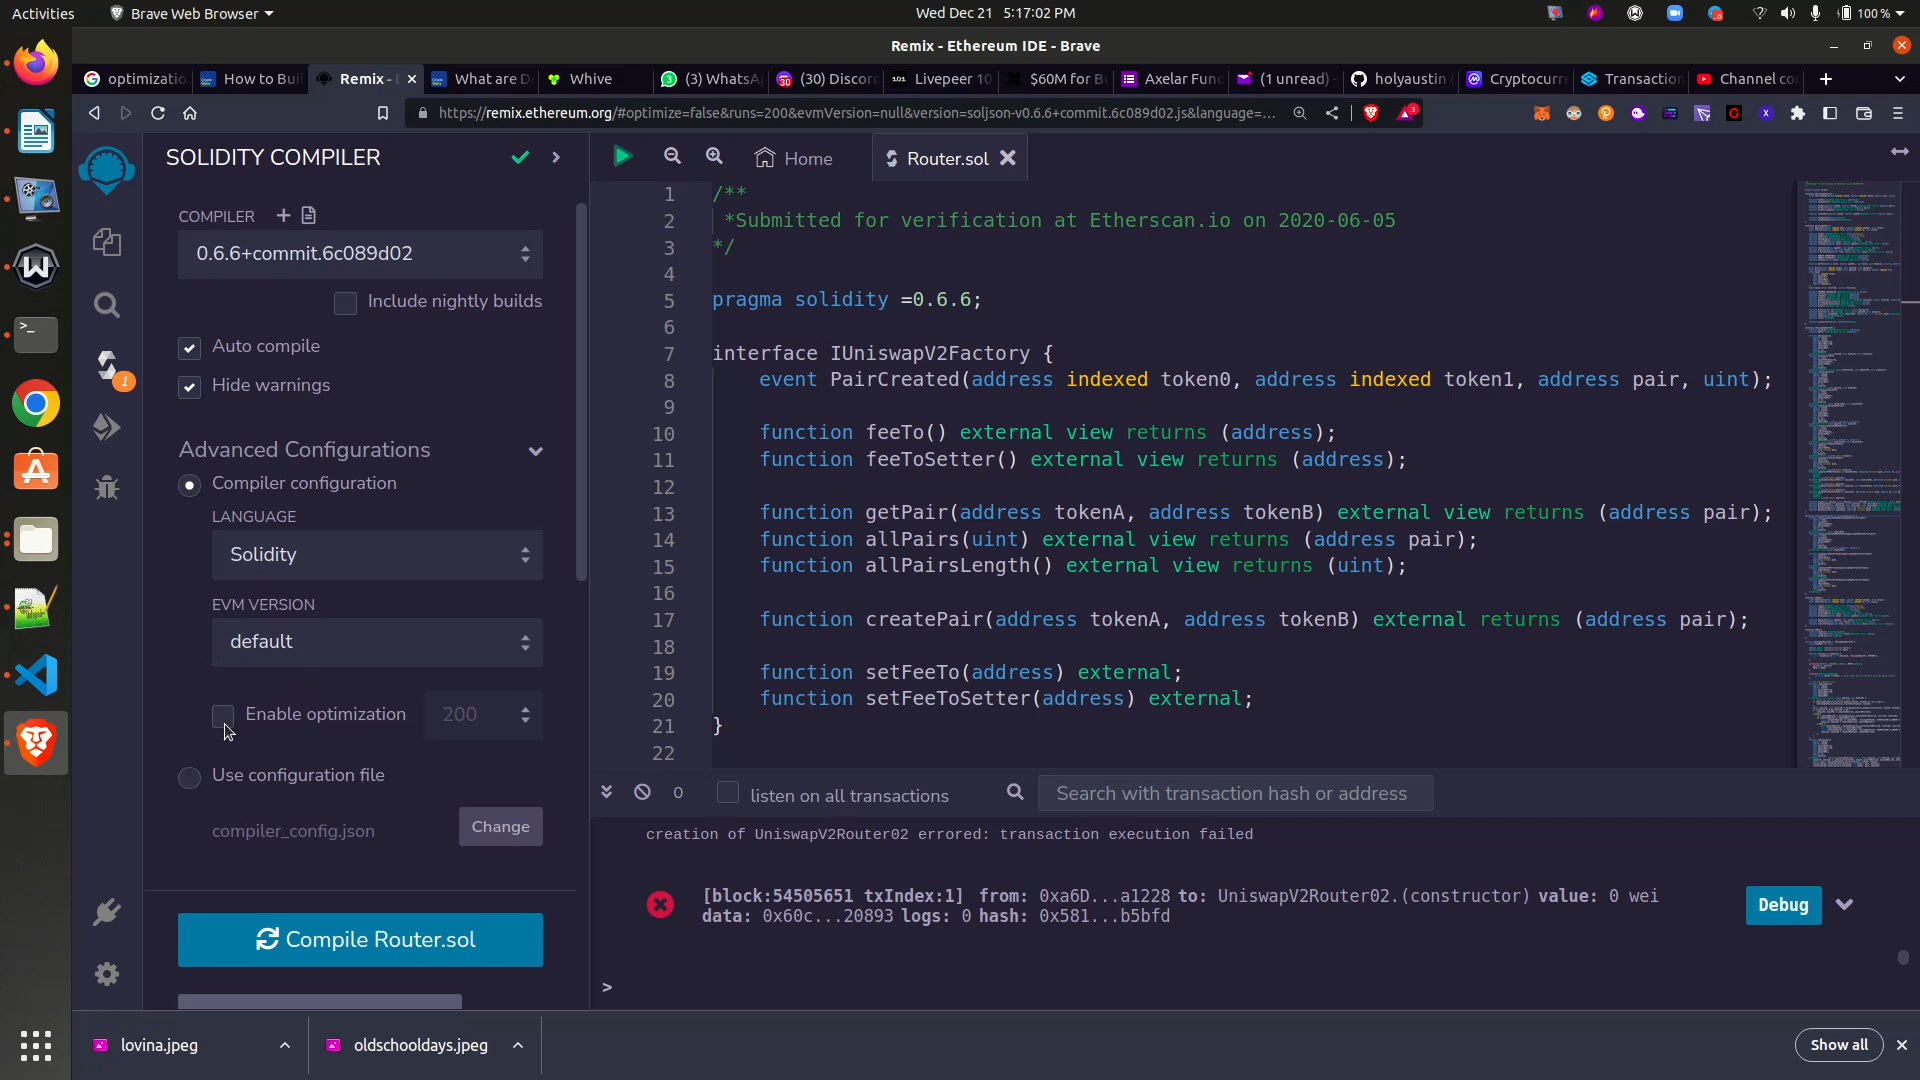 Activities
Brave Web Browser
Wed Dec 21 5:17:02 PM
100 %
Remix - Ethereum IDE - Brave
optimizatio
How to Bui
Remix - E
What are D
Whive
(3) WhatsA
(30) Discor
Livepeer 10
$60M for B
Axelar Fun
(1 unread)
holyaustin
Cryptocurr
Transaction
Channel co
https://remix.ethereum.org/#optimize=false&runs=200&evmVersion=null&version=soljson-v0.6.6+commit.6c089d02.js&language=...
3
SOLIDITY COMPILER
Home
Router.sol
COMPILER
0.6.6+commit.6c089d02
Include nightly builds
Auto compile
Hide warnings
1
Advanced Configurations
Compiler configuration
LANGUAGE
Solidity
EVM VERSION
default
Enable optimization
200
Use configuration file
compiler_config.json
Change
Compile Router.sol
1 /**
2 *Submitted for verification at Etherscan.io on 2020-06-05
3 */
4
5 pragma solidity =0.6.6;
6
7 interface IUniswapV2Factory {
8 event PairCreated(address indexed token0, address indexed token1, address pair, uint);
9
10 function feeTo() external view returns (address);
11 function feeToSetter() external view returns (address);
12
13 function getPair(address tokenA, address tokenB) external view returns (address pair);
14 function allPairs(uint) external view returns (address pair);
15 function allPairsLength() external view returns (uint);
16
17 function createPair(address tokenA, address tokenB) external returns (address pair);
18
19 function setFeeTo(address) external;
20 function setFeeToSetter(address) external;
21 }
22
0
listen on all transactions
Search with transaction hash or address
creation of UniswapV2Router02 errored: transaction execution failed
[block:54505651 txIndex:1] from: 0xa6D...a1228 to: UniswapV2Router02.(constructor) value: 0 wei
data: 0x60c...20893 logs: 0 hash: 0x581...b5bfd
Debug
>
lovina.jpeg
oldschooldays.jpeg
Show all